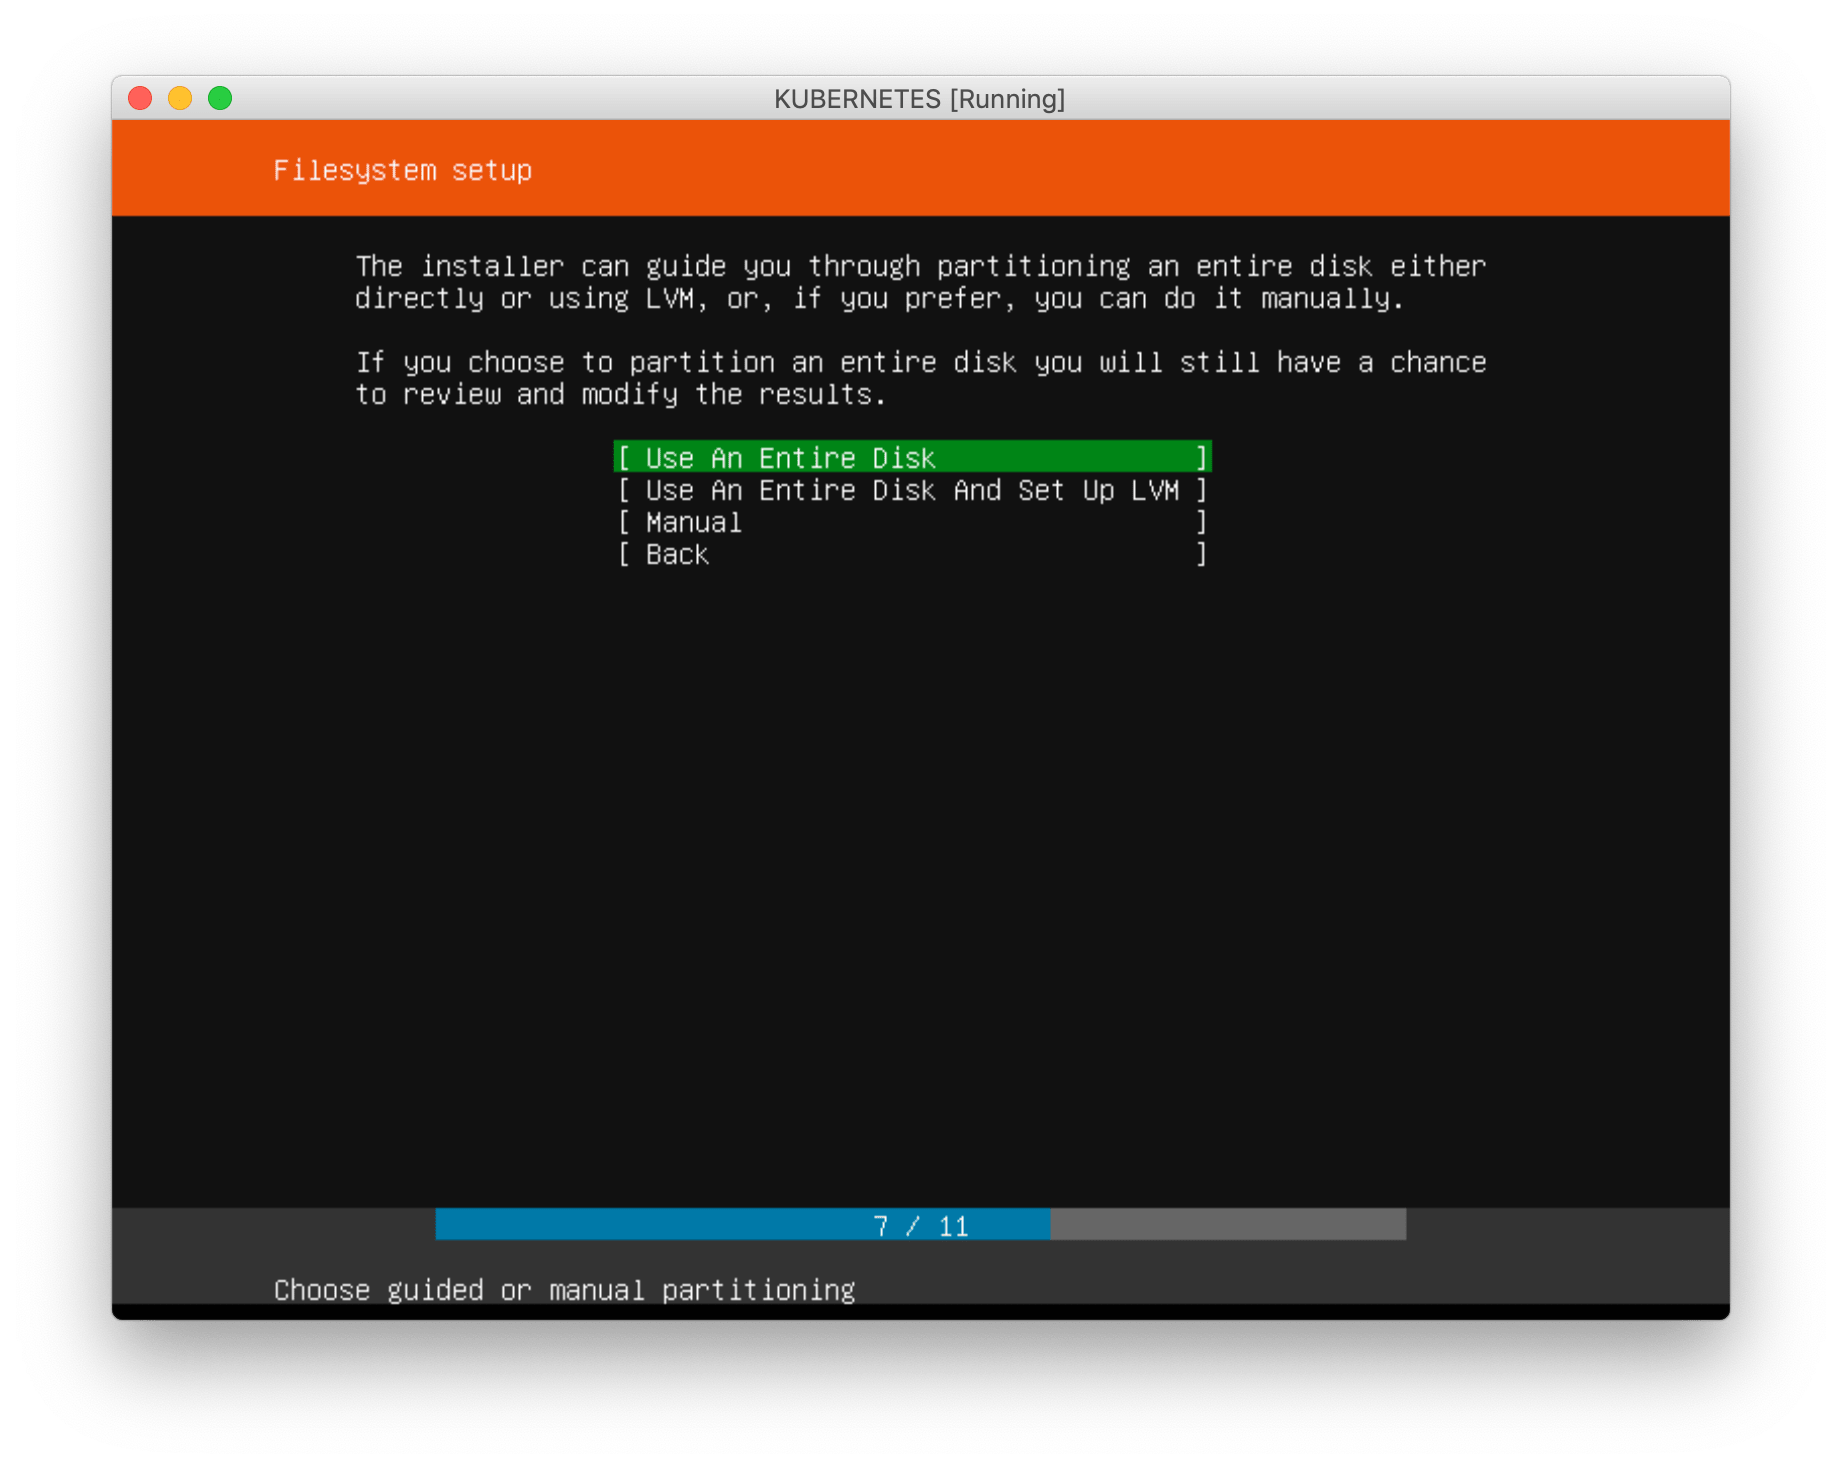 KUBERNETES [Running]
Filesystem setup
The installer can guide you through partitioning an entire disk either
directly or using LVM, or, if you prefer, you can do it manually.
If you choose to partition an entire disk you will still have a chance
to review and modify the results.
[ Use An Entire Disk ]
[ Use An Entire Disk And Set Up LVM ]
[ Manual ]
[ Back ]
7 / 11
Choose guided or manual partitioning